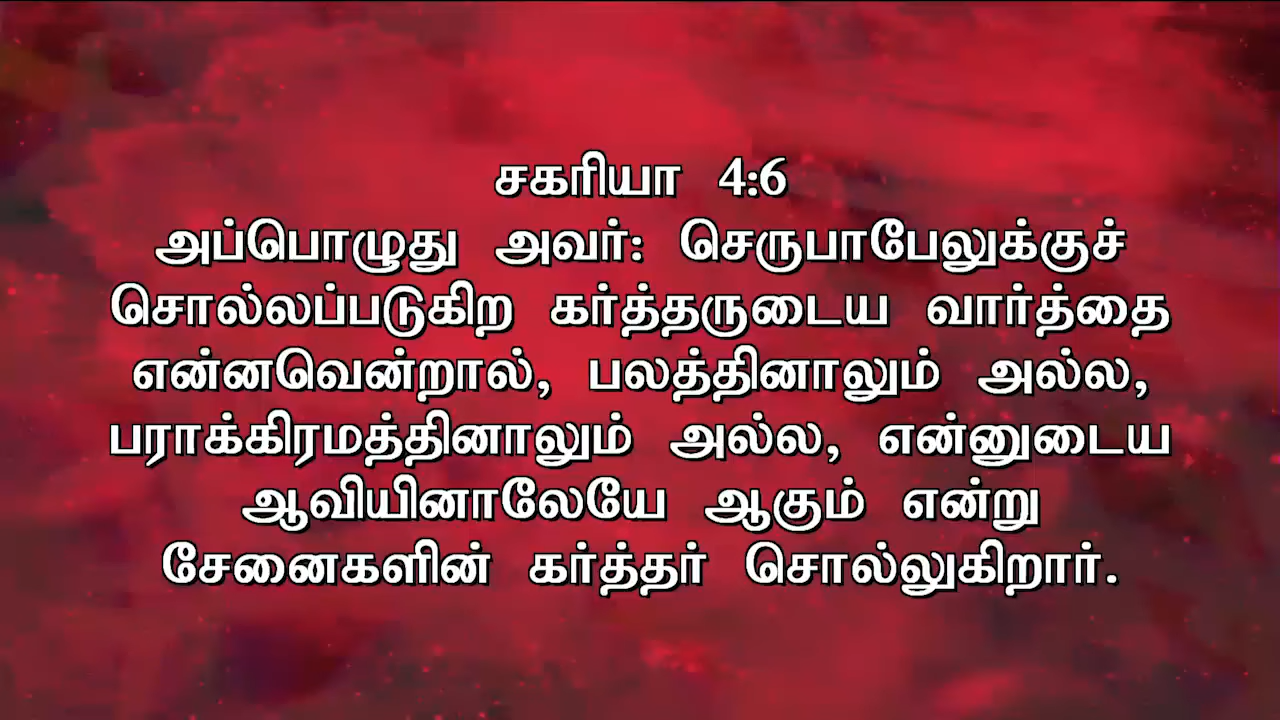 சகரியா 4:6
அப்பொழுது அவர்: செருபாபேலுக்குச்
சொல்லப்படுகிற கர்த்தருடைய வார்த்தை
என்னவென்றால், பலத்தினாலும் அல்ல,
பராக்கிரமத்தினாலும் அல்ல, என்னுடைய
ஆவியினாலேயே ஆகும் என்று
சேனைகளின் கர்த்தர் சொல்லுகிறார்.